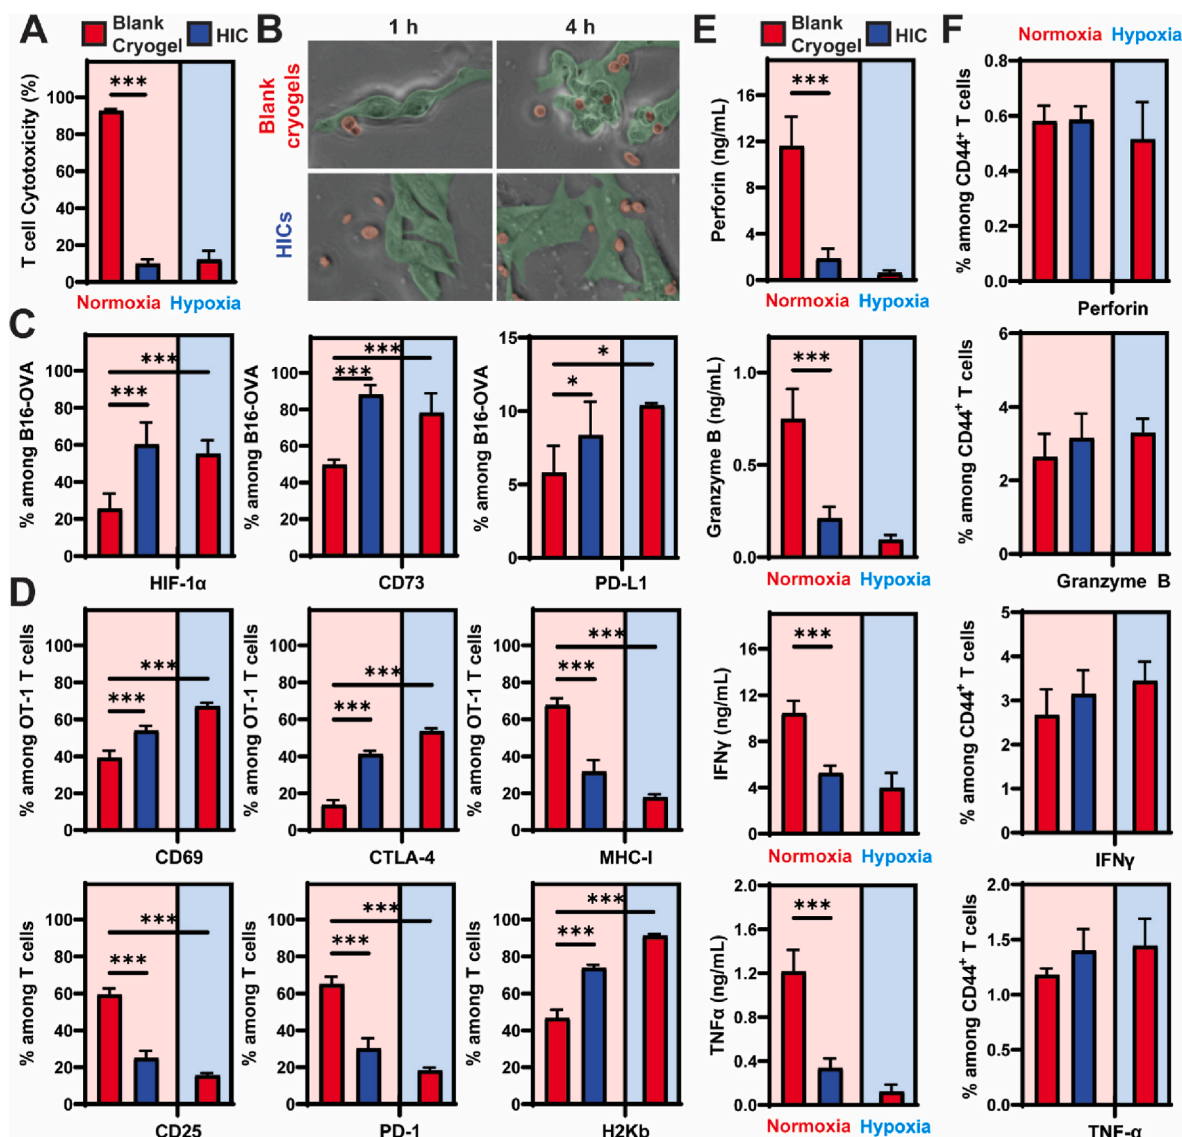 A
Blank
Cryogel
HIC
T cell Cytotoxicity (%)
100
80
60
40
20
0
***
Normoxia
Hypoxia
B
1 h
4 h
Blank
cryogels
HICs
C
% among B16-OVA
100
80
60
40
20
0
***
***
HIF-1α
% among B16-OVA
100
80
60
40
20
0
***
***
CD73
% among B16-OVA
15
10
5
0
*
*
PD-L1
D
% among OT-1 T cells
100
80
60
40
20
0
***
***
CD69
% among OT-1 T cells
100
80
60
40
20
0
***
***
CTLA-4
% among OT-1 T cells
100
80
60
40
20
0
***
***
MHC-I
% among T cells
100
80
60
40
20
0
***
***
CD25
% among T cells
100
80
60
40
20
0
***
***
PD-1
% among T cells
100
80
60
40
20
0
***
***
H2Kb
E
Blank
Cryogel
HIC
Perforin (ng/mL)
16
12
8
4
0
***
Normoxia
Hypoxia
Granzyme B (ng/mL)
1.0
0.5
0.0
***
Normoxia
Hypoxia
IFNγ (ng/mL)
16
12
8
4
0
***
Normoxia
Hypoxia
TNFα (ng/mL)
2.0
1.6
1.2
0.8
0.4
0.0
***
Normoxia
Hypoxia
F
Normoxia
Hypoxia
% among CD44⁺ T cells
0.8
0.6
0.4
0.2
0.0
Perforin
% among CD44⁺ T cells
6
4
2
0
Granzyme B
% among CD44⁺ T cells
5
4
3
2
1
0
IFNγ
% among CD44⁺ T cells
2.0
1.5
1.0
0.5
0.0
TNF-α